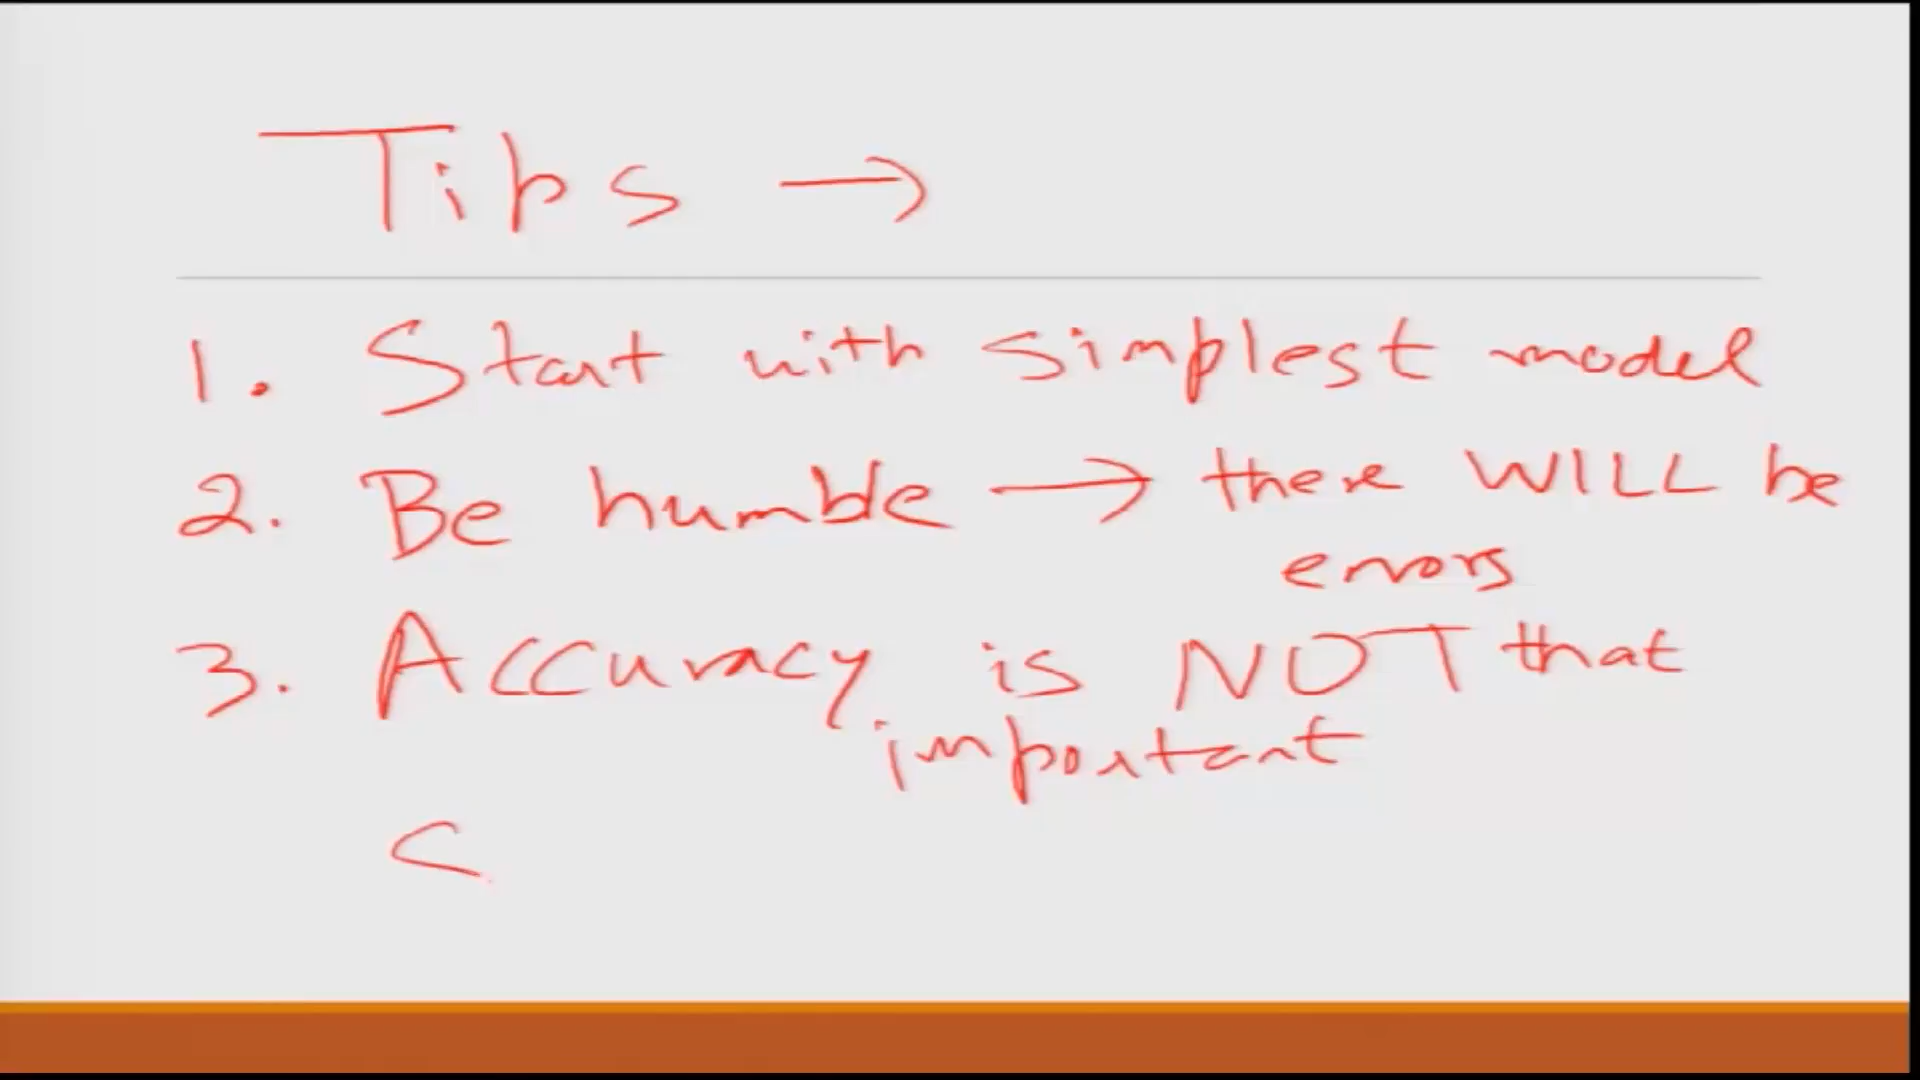 Tips →
1. Start with simplest model
2. Be humble → there WILL be
errors
3. Accuracy is NOT that
important